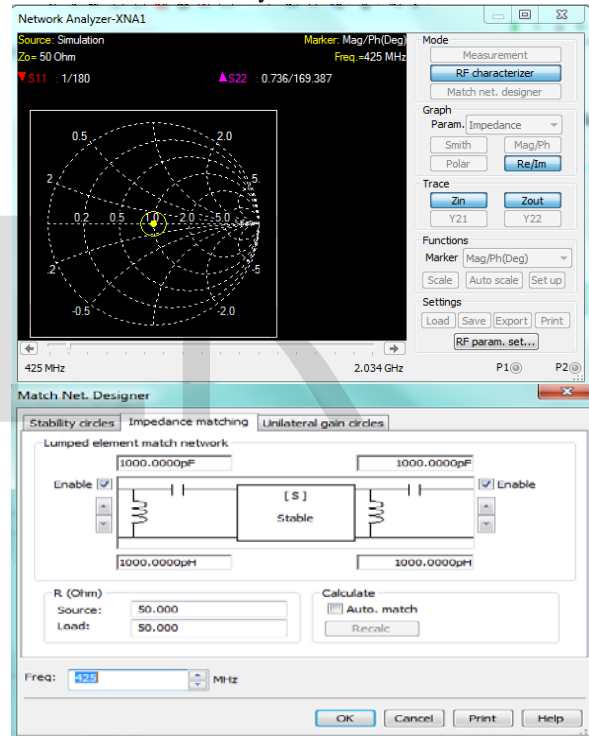 Network Analyzer-XNA1
Source: Simulation
Marker: Mag/Ph(Deg)
Zo= 50 Ohm
Freq.=425 MHz
S11 : 1/180
S22 : 0.736/169.387
0.5
2.0
.2
5.
0.2 0.5 1.0 2.0 5.0
.2
-5
-0.5
-2.0
425 MHz
2.034 GHz
P1
P2
Mode
Measurement
RF characterizer
Match net. designer
Graph
Param. Impedance
Smith
Mag/Ph
Polar
Re/Im
Trace
Zin
Zout
Y21
Y22
Functions
Marker Mag/Ph(Deg)
Scale
Auto scale
Set up
Settings
Load
Save
Export
Print
RF param. set...
Match Net. Designer
Stability circles
Impedance matching
Unilateral gain circles
Lumped element match network
1000.0000pF
1000.0000pF
Enable
[S]
Stable
Enable
1000.0000pH
1000.0000pH
R (Ohm)
Source: 50.000
Load: 50.000
Calculate
Auto. match
Recalc
Freq: 425 MHz
OK
Cancel
Print
Help